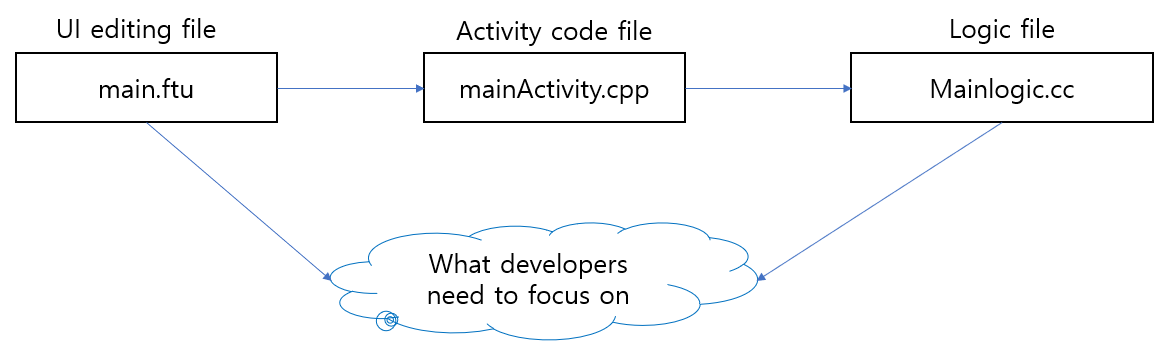 UI editing file
Activity code file
Logic file
main.ftu
mainActivity.cpp
Mainlogic.cc
What developers
need to focus on